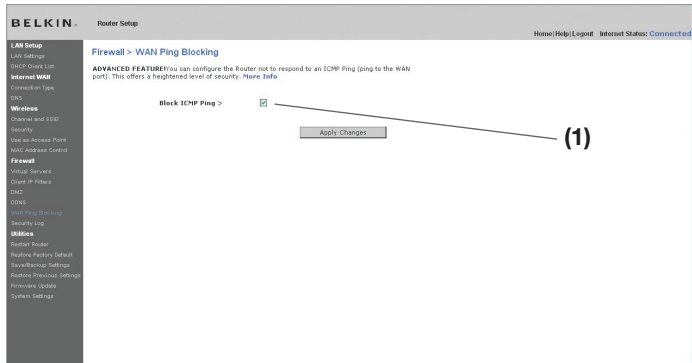 BELKIN. Router Setup
Home|Help|Logout Internet Status: Connected
LAN Setup
LAN Settings
DHCP Client List
Internet WAN
Connection Type
DNS
Wireless
Channel and SSID
Security
Use as Access Point
MAC Address Control
Firewall
Virtual Servers
Client IP Filters
DMZ
DDNS
WAN Ping Blocking
Security Log
Utilities
Restart Router
Restore Factory Default
Save/Backup Settings
Restore Previous Settings
Firmware Update
System Settings
Firewall > WAN Ping Blocking
ADVANCED FEATURE!You can configure the Router not to respond to an ICMP Ping (ping to the WAN
port). This offers a heightened level of security. More Info
Block ICMP Ping >
(1)
Apply Changes